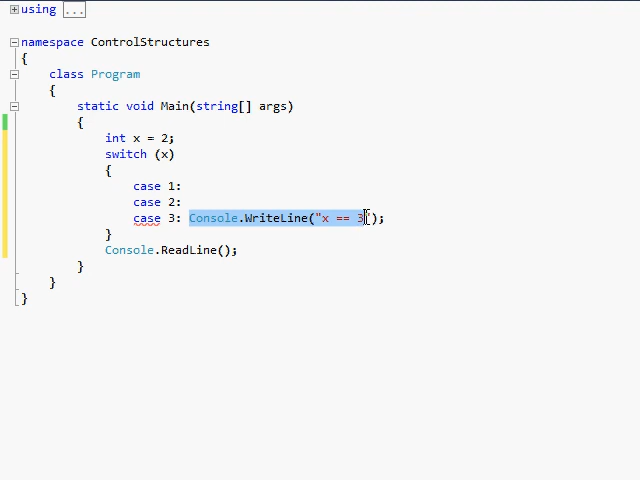 using ...
namespace ControlStructures
{
class Program
{
static void Main(string[] args)
{
int x = 2;
switch (x)
{
case 1:
case 2:
case 3: Console.WriteLine("x == 3");
}
Console.ReadLine();
}
}
}